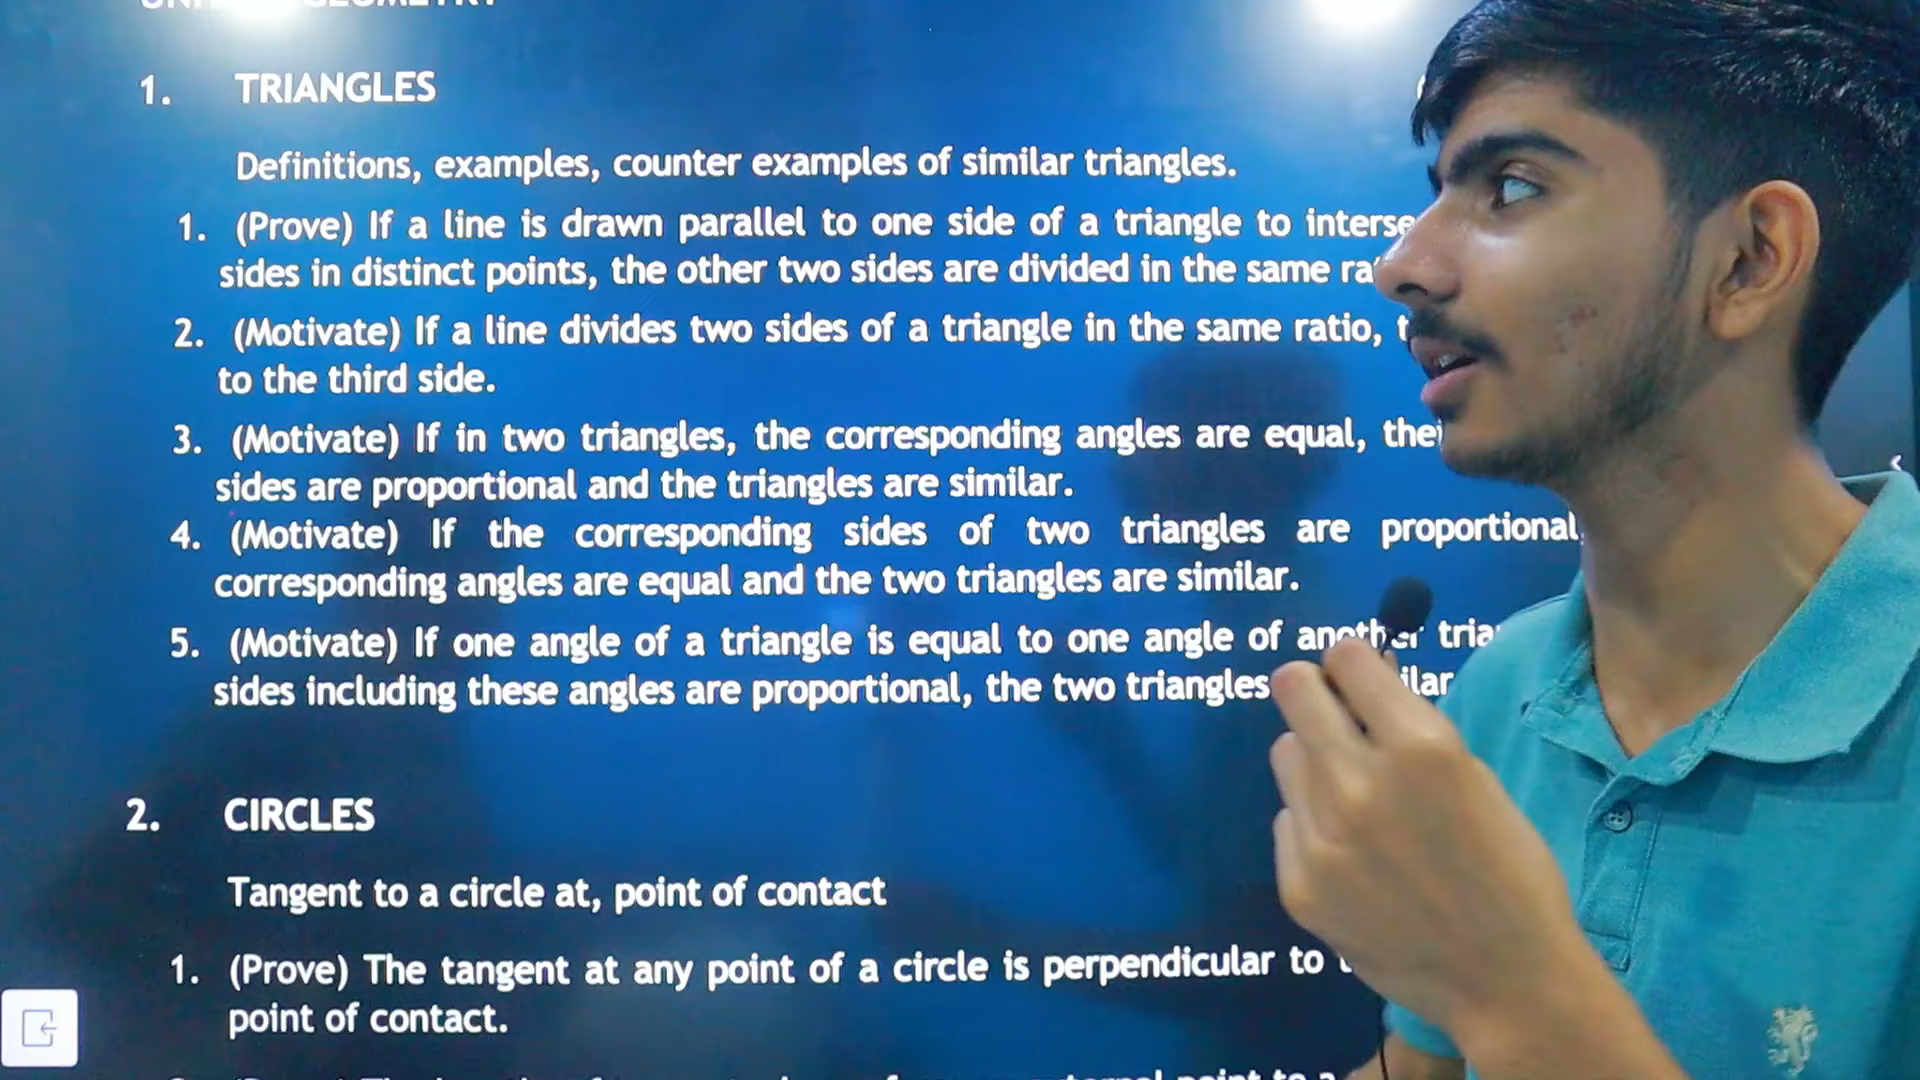 GEOMETRY
1. TRIANGLES
Definitions, examples, counter examples of similar triangles.
1. (Prove) If a line is drawn parallel to one side of a triangle to
sides in distinct points, the other two sides are divided in the same
2. (Motivate) If a line divides two sides of a triangle in the same ratio,
to the third side.
3. (Motivate) If in two triangles, the corresponding angles are equal,
sides are proportional and the triangles are similar.
4. (Motivate) If the corresponding sides of two triangles are proportional,
corresponding angles are equal and the two triangles are similar.
5. (Motivate) If one angle of a triangle is equal to one angle of another
sides including these angles are proportional, the two triangles
2. CIRCLES
Tangent to a circle at, point of contact
1. (Prove) The tangent at any point of a circle is perpendicular to
point of contact.